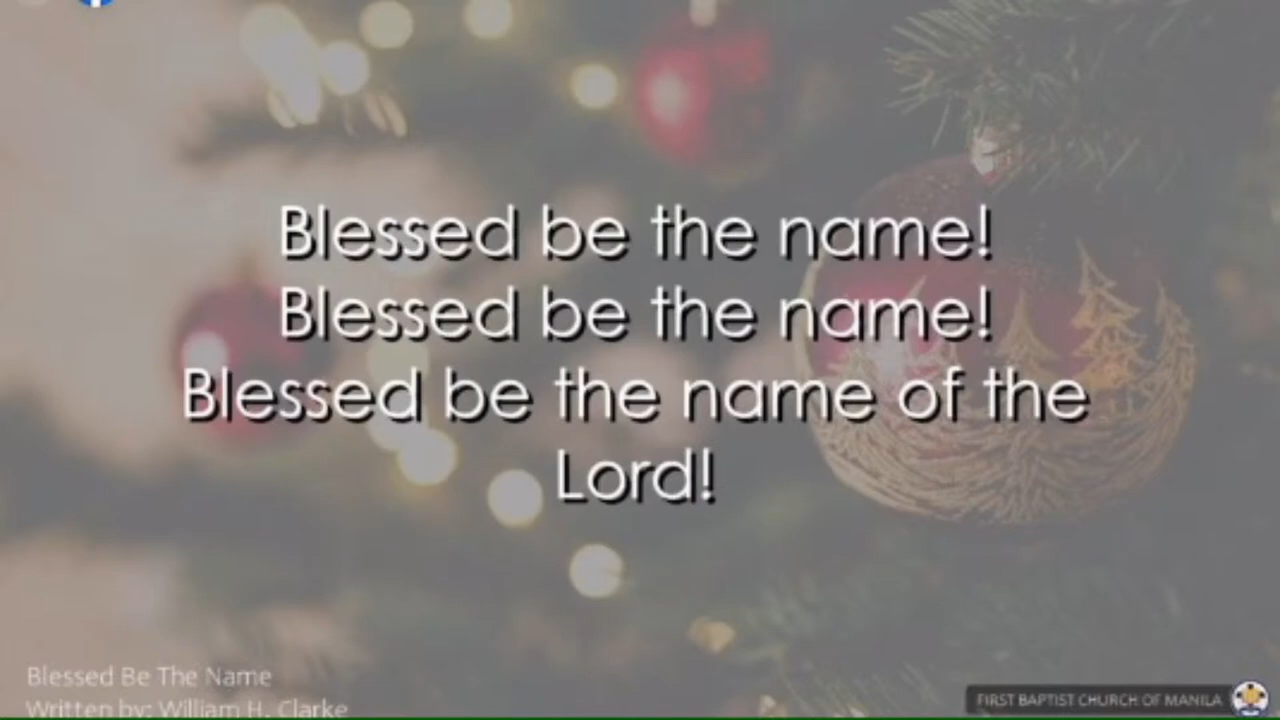 Blessed be the name!
Blessed be the name!
Blessed be the name of the
Lord!
Blessed Be The Name
Written by: William H. Clarke
FIRST BAPTIST CHURCH OF MANILA